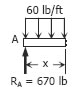 60 lb/ft
A
x
R_A = 670 lb